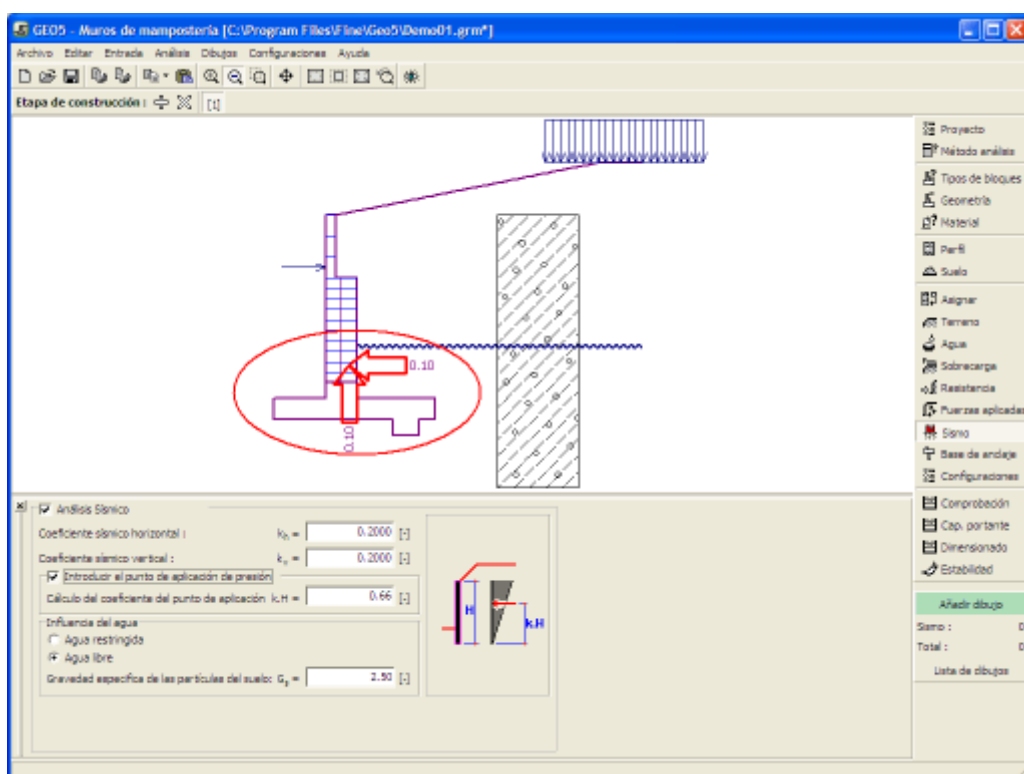 GEO5 - Muros de mampostería [C:\Program Files\Fine\Geo5\Demo01.grm*]
Archivo Editar Entrada Análisis Dibujos Configuraciones Ayuda
Etapa de construcción : [1]
0.10
0.10
Proyecto
Método análisis
Tipos de bloques
Geometría
Material
Perfil
Suelo
Asignar
Terreno
Agua
Sobrecarga
Resistencia
Fuerzas aplicadas
Sismo
Base de anclaje
Configuraciones
Comprobación
Cap. portante
Dimensionado
Estabilidad
Añadir dibujo
Sismo : 0
Total : 0
Lista de dibujos
Análisis Sísmico
Coeficiente sísmico horizontal : kh = 0.2000 [-]
Coeficiente sísmico vertical : kv = 0.2000 [-]
Introducir el punto de aplicación de presión
Cálculo del coeficiente del punto de aplicación k.H = 0.66 [-]
Influencia del agua
Agua restringida
Agua libre
Gravedad específica de las partículas del suelo: Gs = 2.50 [-]
H
k.H